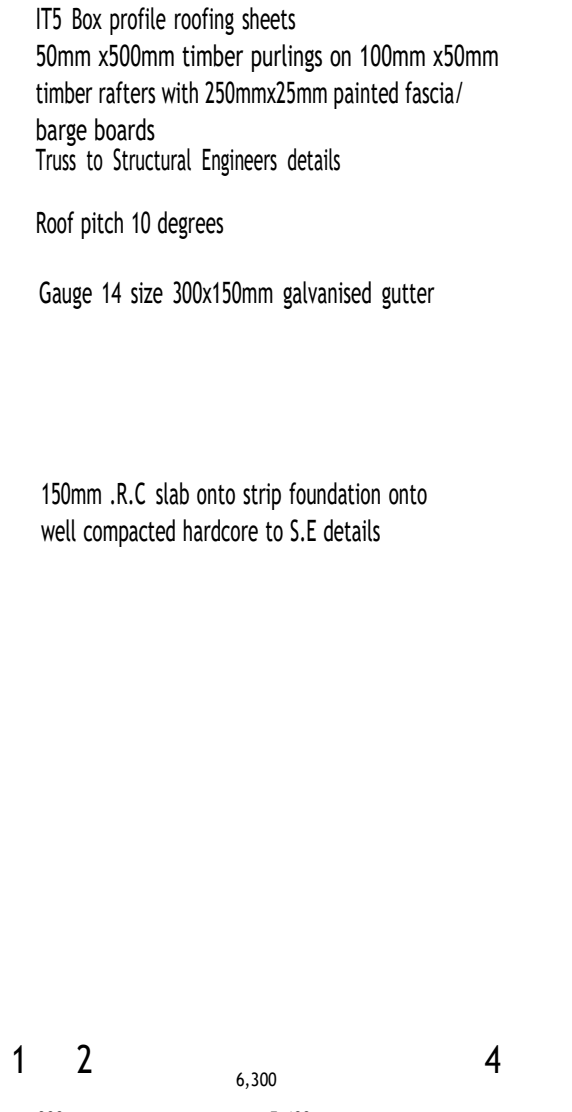 IT5 Box profile roofing sheets
50mm x500mm timber purlings on 100mm x50mm
timber rafters with 250mmx25mm painted fascia/
barge boards
Truss to Structural Engineers details
Roof pitch 10 degrees
Gauge 14 size 300x150mm galvanised gutter
150mm .R.C slab onto strip foundation onto
well compacted hardcore to S.E details
1 2 4
6,300